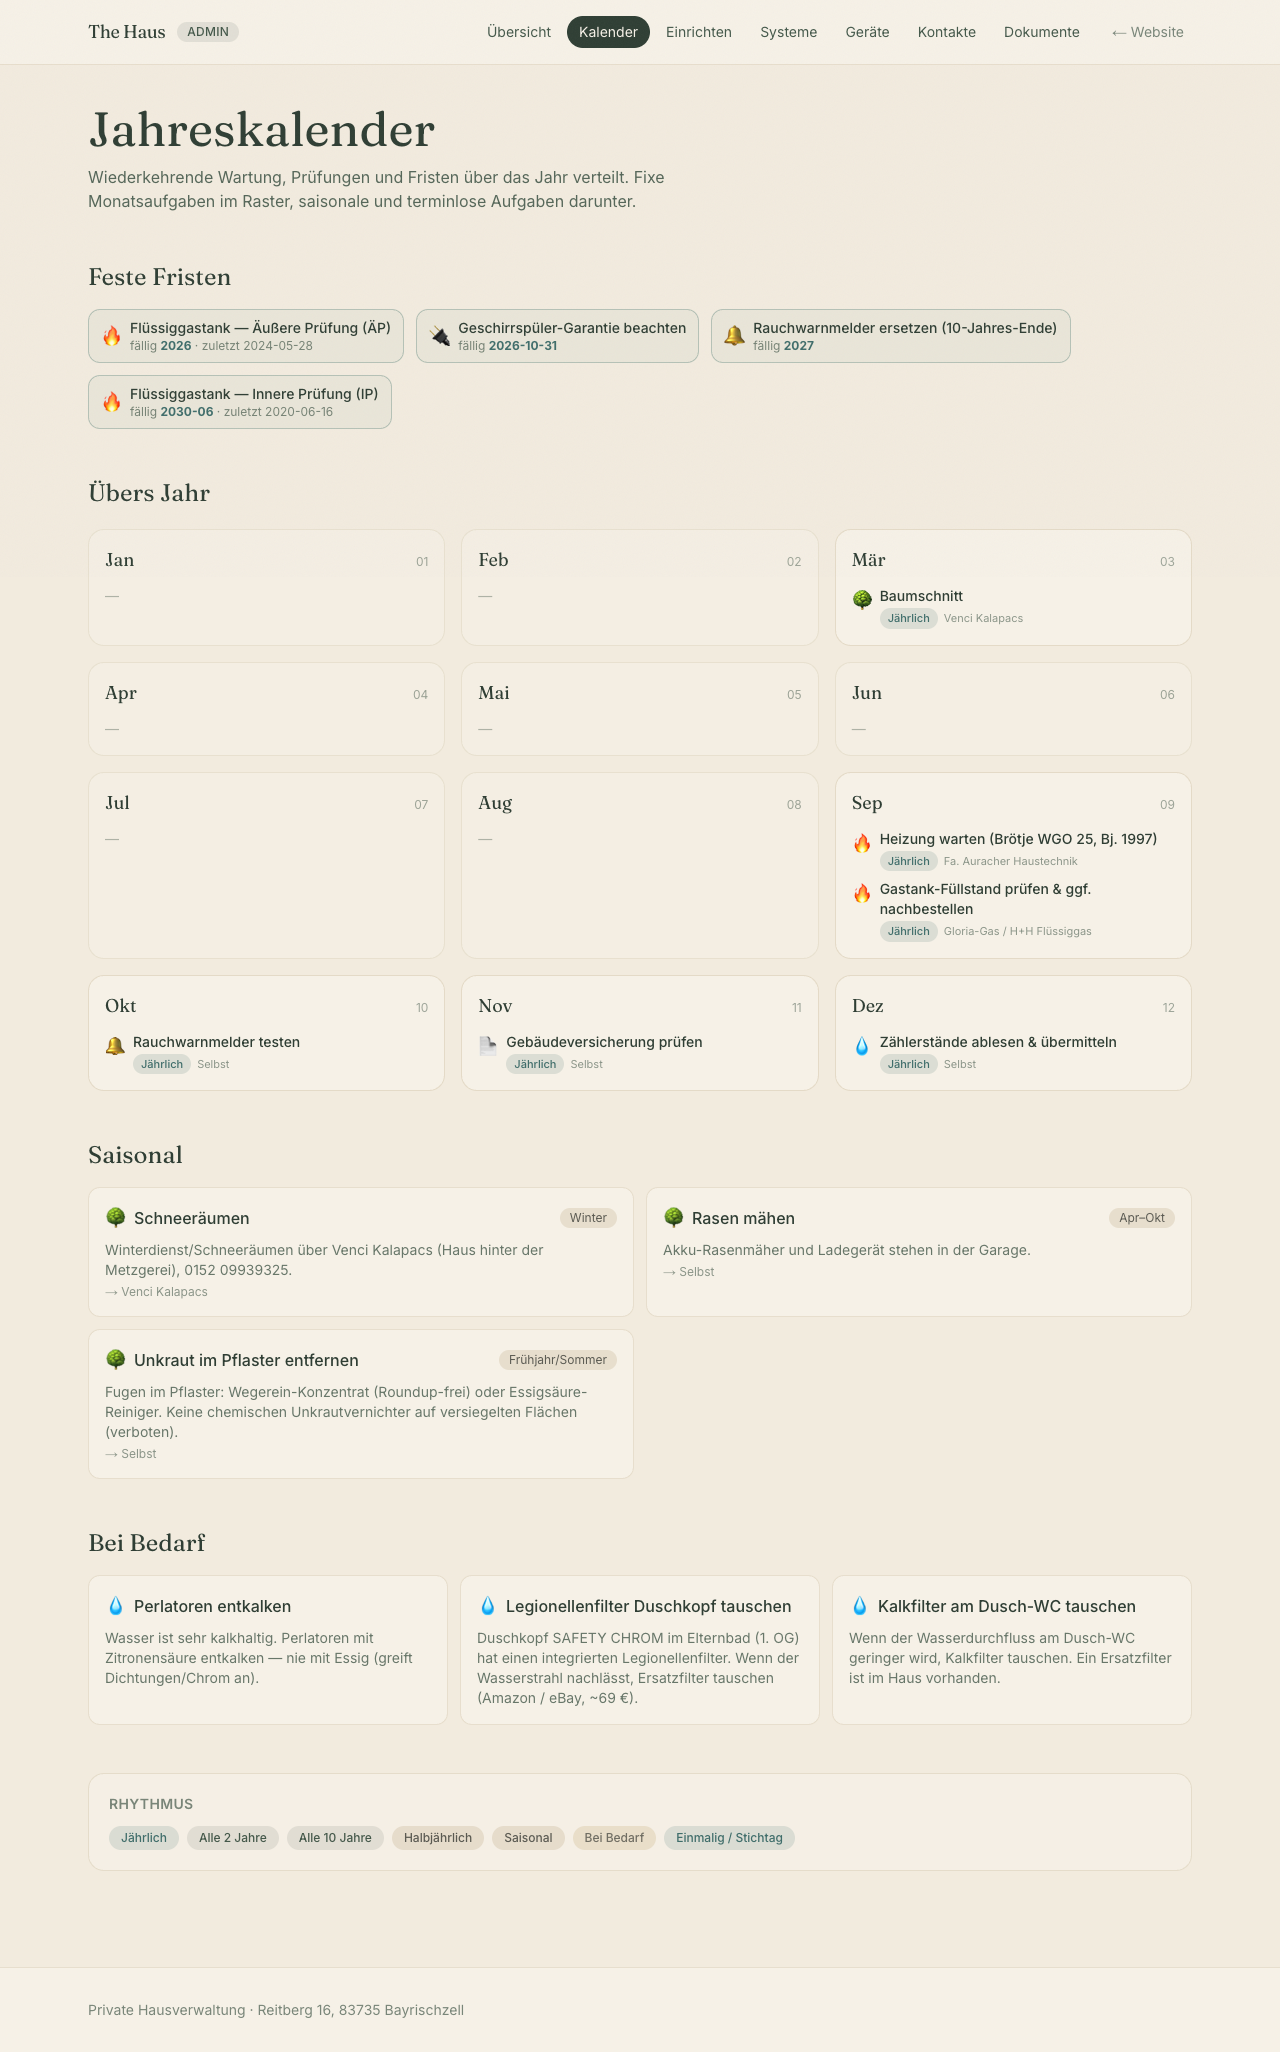 The Haus ADMIN Übersicht Kalender Einrichten Systeme Geräte Kontakte Dokumente ← Website
Jahreskalender
Wiederkehrende Wartung, Prüfungen und Fristen über das Jahr verteilt. Fixe
Monatsaufgaben im Raster, saisonale und terminlose Aufgaben darunter.
Feste Fristen
Flüssiggastank — Äußere Prüfung (ÄP)
fällig 2026 · zuletzt 2024-05-28
Geschirrspüler-Garantie beachten
fällig 2026-10-31
Rauchwarnmelder ersetzen (10-Jahres-Ende)
fällig 2027
Flüssiggastank — Innere Prüfung (IP)
fällig 2030-06 · zuletzt 2020-06-16
Übers Jahr
Jan 01
—
Feb 02
—
Mär 03
Baumschnitt
Jährlich Venci Kalapacs
Apr 04
—
Mai 05
—
Jun 06
—
Jul 07
—
Aug 08
—
Sep 09
Heizung warten (Brötje WGO 25, Bj. 1997)
Jährlich Fa. Auracher Haustechnik
Gastank-Füllstand prüfen & ggf.
nachbestellen
Jährlich Gloria-Gas / H+H Flüssiggas
Okt 10
Rauchwarnmelder testen
Jährlich Selbst
Nov 11
Gebäudeversicherung prüfen
Jährlich Selbst
Dez 12
Zählerstände ablesen & übermitteln
Jährlich Selbst
Saisonal
Schneeräumen Winter
Winterdienst/Schneeräumen über Venci Kalapacs (Haus hinter der
Metzgerei), 0152 09939325.
→ Venci Kalapacs
Rasen mähen Apr–Okt
Akku-Rasenmäher und Ladegerät stehen in der Garage.
→ Selbst
Unkraut im Pflaster entfernen Frühjahr/Sommer
Fugen im Pflaster: Wegerein-Konzentrat (Roundup-frei) oder Essigsäure-
Reiniger. Keine chemischen Unkrautvernichter auf versiegelten Flächen
(verboten).
→ Selbst
Bei Bedarf
Perlatoren entkalken
Wasser ist sehr kalkhaltig. Perlatoren mit
Zitronensäure entkalken — nie mit Essig (greift
Dichtungen/Chrom an).
Legionellenfilter Duschkopf tauschen
Duschkopf SAFETY CHROM im Elternbad (1. OG)
hat einen integrierten Legionellenfilter. Wenn der
Wasserstrahl nachlässt, Ersatzfilter tauschen
(Amazon / eBay, ~69 €).
Kalkfilter am Dusch-WC tauschen
Wenn der Wasserdurchfluss am Dusch-WC
geringer wird, Kalkfilter tauschen. Ein Ersatzfilter
ist im Haus vorhanden.
RHYTHMUS
Jährlich Alle 2 Jahre Alle 10 Jahre Halbjährlich Saisonal Bei Bedarf Einmalig / Stichtag
Private Hausverwaltung · Reitberg 16, 83735 Bayrischzell